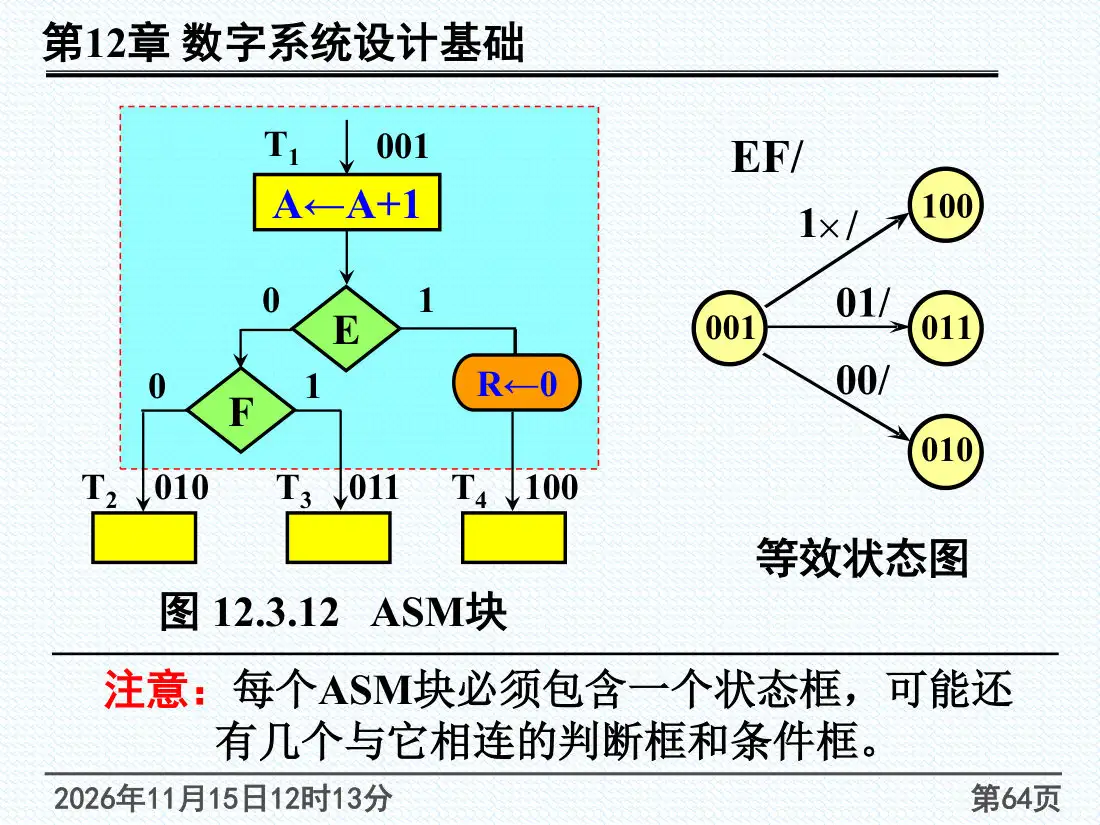 第12章 数字系统设计基础
T1 001
A←A+1
0 1
E
0 1
F
R←0
T2 010 T3 011 T4 100
图 12.3.12 ASM块
EF/
1×/
100
001
01/
011
00/
010
等效状态图
注意：每个ASM块必须包含一个状态框，可能还
有几个与它相连的判断框和条件框。
2026年11月15日12时13分
第64页